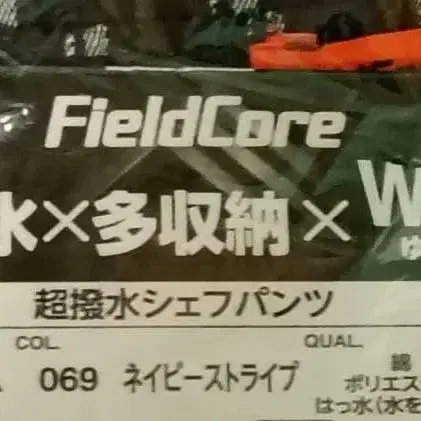 FieldCore
水×多収納×W
ゆ
超撥水シェフパンツ
COL. QUAL.
069 ネイビーストライプ 綿
ポリエス
はっ水(水を